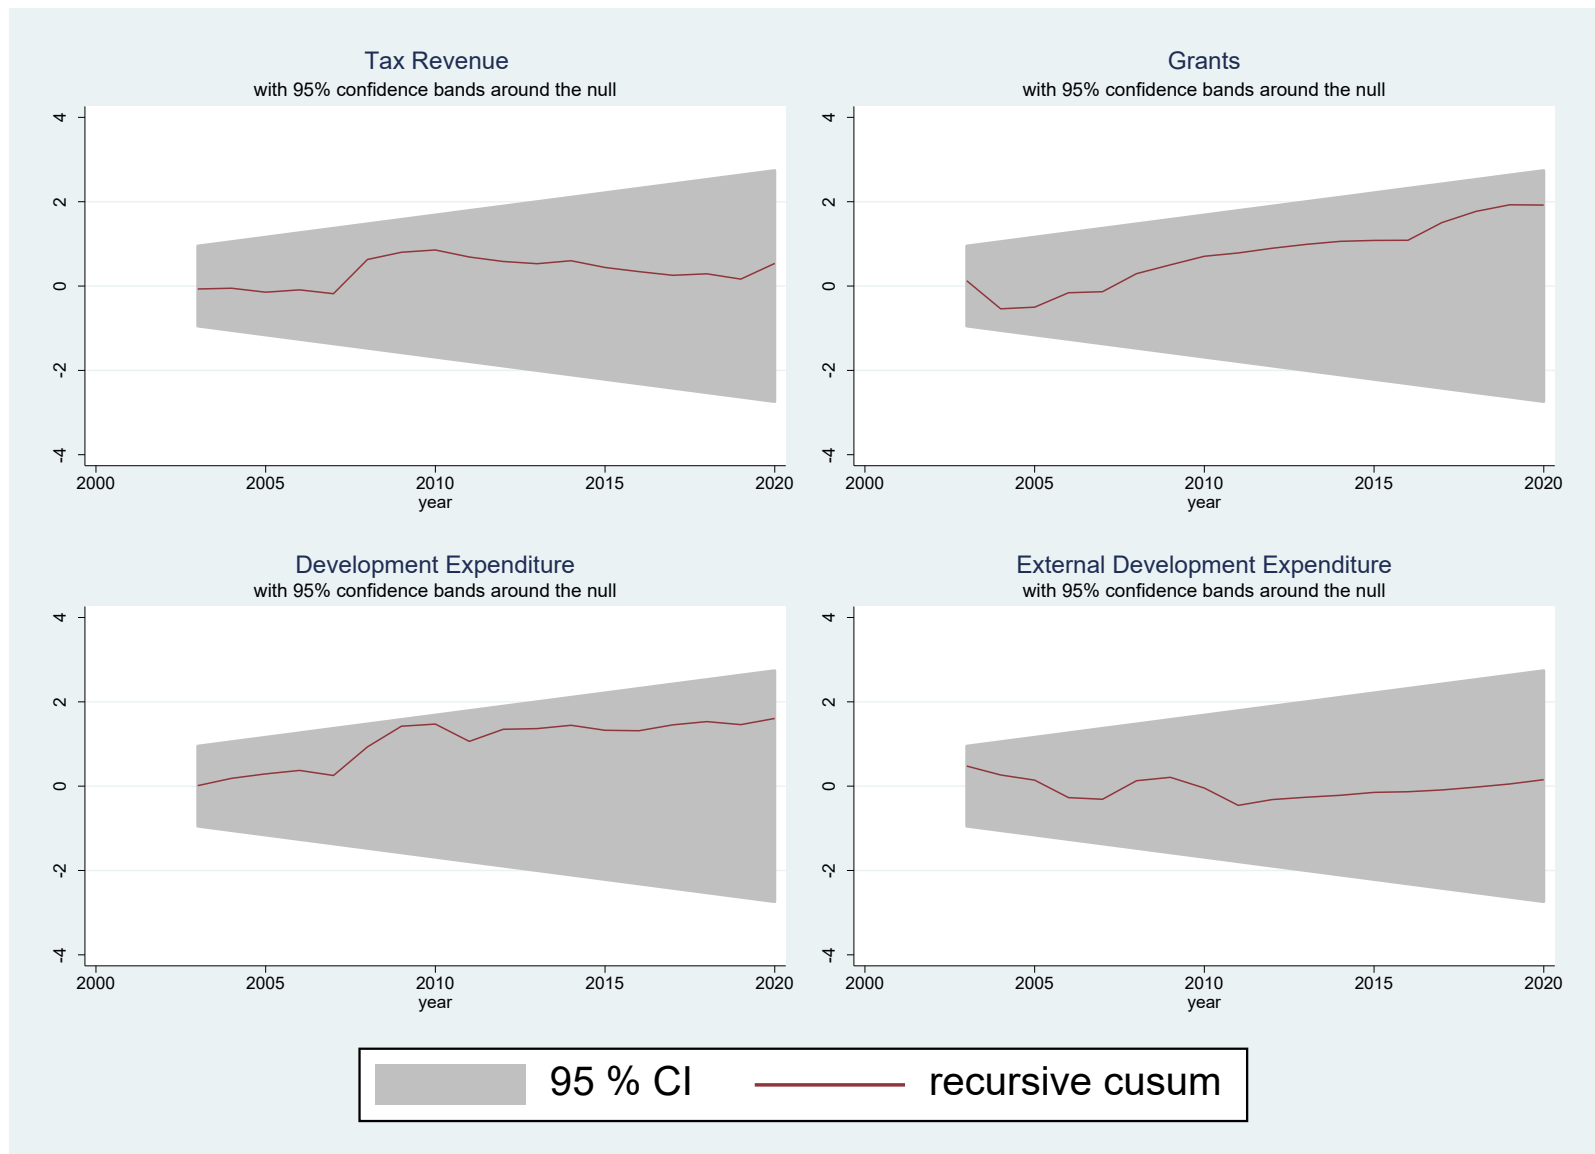 Tax Revenue
with 95% confidence bands around the null
4
2
0
-2
-4
2000 2005 2010 2015 2020
year
Grants
with 95% confidence bands around the null
4
2
0
-2
-4
2000 2005 2010 2015 2020
year
Development Expenditure
with 95% confidence bands around the null
4
2
0
-2
-4
2000 2005 2010 2015 2020
year
External Development Expenditure
with 95% confidence bands around the null
4
2
0
-2
-4
2000 2005 2010 2015 2020
year
95 % CI recursive cusum